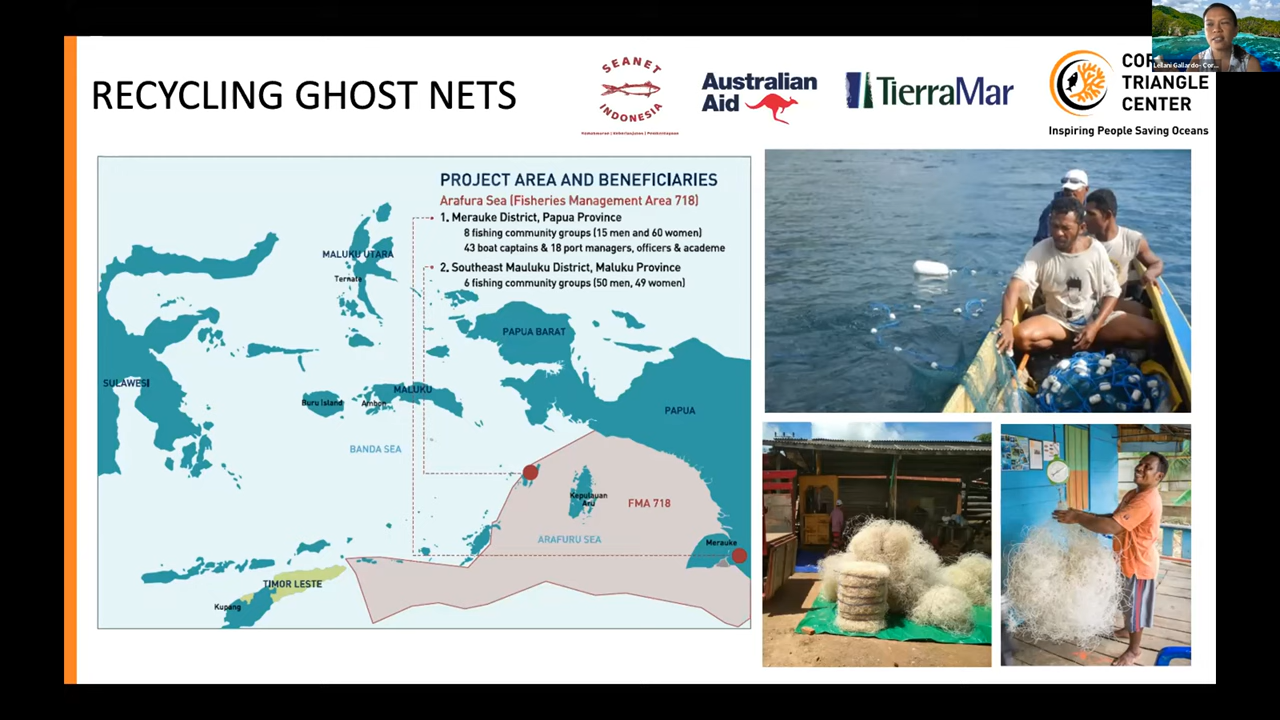 RECYCLING GHOST NETS
SEANET
INDONESIA
Australian
Aid
TierraMar
COR
TRIANGLE
CENTER
Inspiring People Saving Oceans
Leilani Gallardo- Cor...
PROJECT AREA AND BENEFICIARIES
Arafura Sea (Fisheries Management Area 718)
1. Merauke District, Papua Province
8 fishing community groups (15 men and 60 women)
43 boat captains & 18 port managers, officers & academe
2. Southeast Mauluku District, Maluku Province
6 fishing community groups (50 men, 49 women)
MALUKU UTARA
Ternate
PAPUA BARAT
SULAWESI
MALUKU
Buru Island
Ambon
PAPUA
BANDA SEA
Kepulauan
Aru
FMA 718
ARAFURU SEA
Merauke
TIMOR LESTE
Kupang